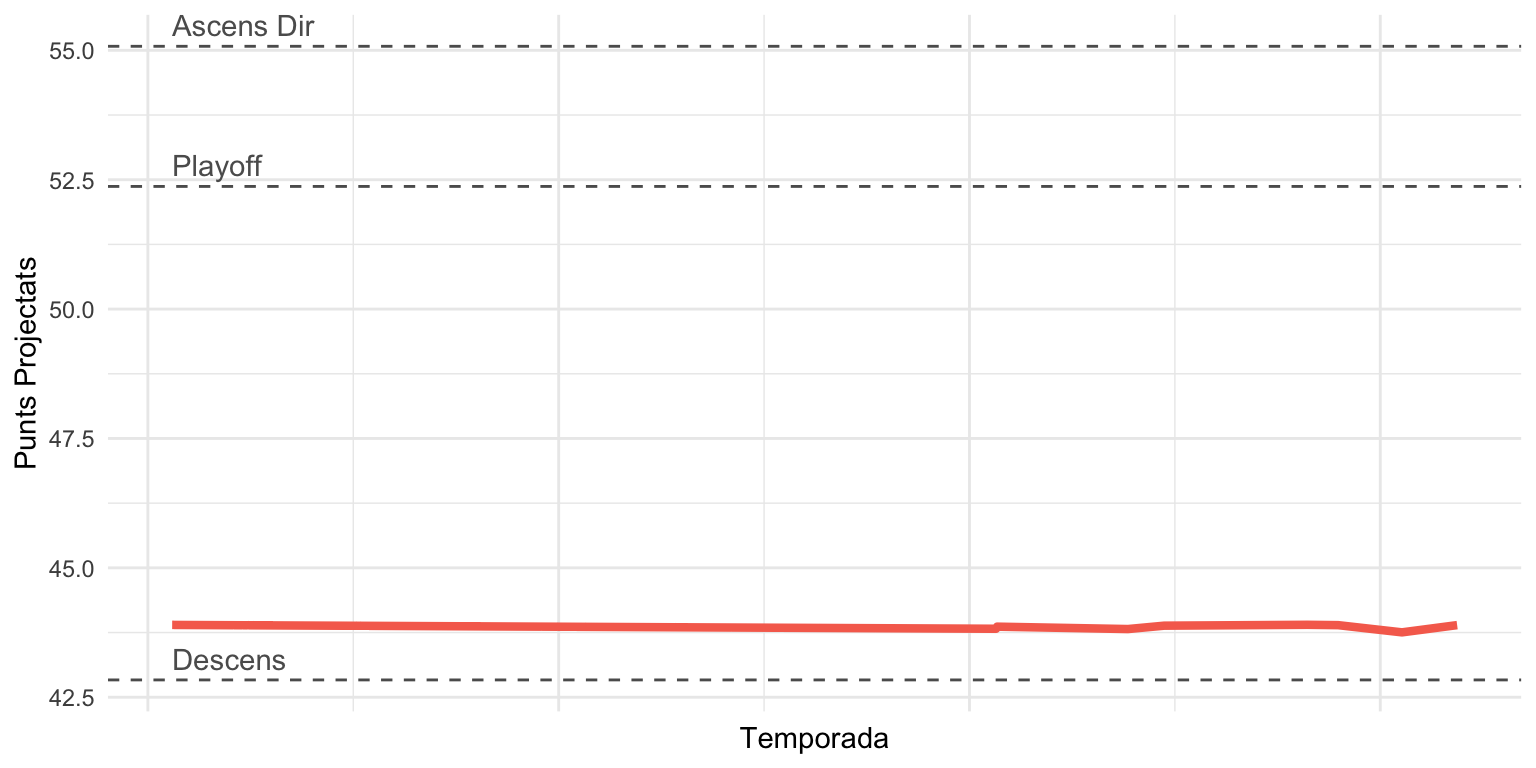 Ascens Dir
55.0
Playoff
52.5
50.0
Punts Projectats
47.5
45.0
Descens
42.5
Temporada